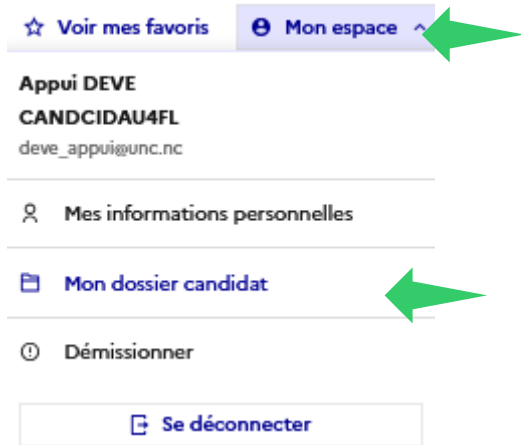 Voir mes favoris Mon espace
Appui DEVE
CANDCIDAU4FL
deve_appui@unc.nc
Mes informations personnelles
Mon dossier candidat
Démissionner
Se déconnecter